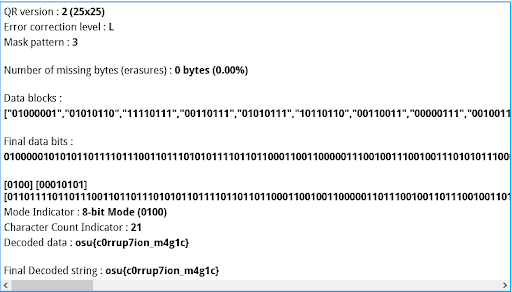 QR version : 2 (25x25)
Error correction level : L
Mask pattern : 3
Number of missing bytes (erasures) : 0 bytes (0.00%)
Data blocks :
["01000001","01010110","11110111","00110111","01010111","10110110","00110011","00000111","0010011
Final data bits :
0100000101010110111101110011011101010111101101100011001100000111001001110010011101010111000
[0100] [00010101]
Mode Indicator : 8-bit Mode (0100)
Character Count Indicator : 21
Decoded data : osu{c0rrup7ion_m4g1c}
Final Decoded string : osu{c0rrup7ion_m4g1c}